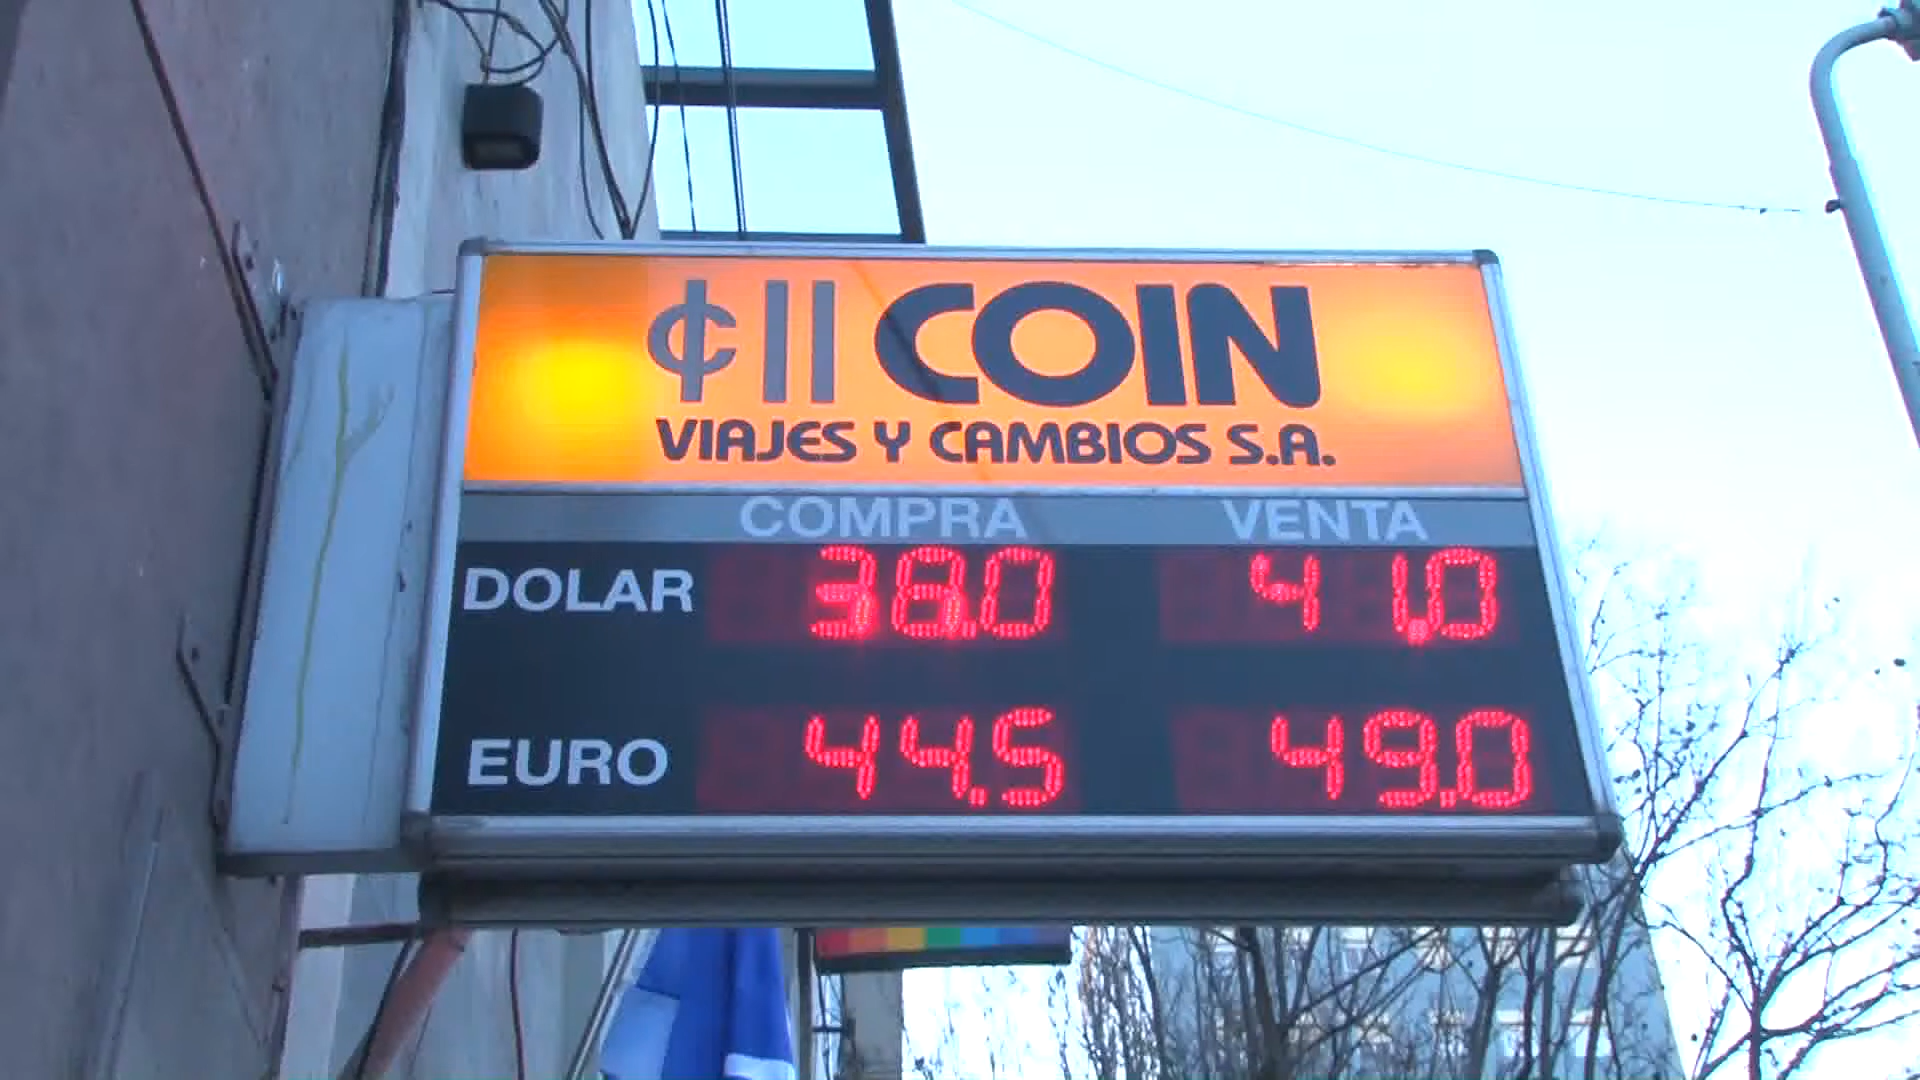 ¢|| COIN
VIAJES Y CAMBIOS S.A.
COMPRA VENTA
DOLAR 38.0 41.0
EURO 44.5 49.0